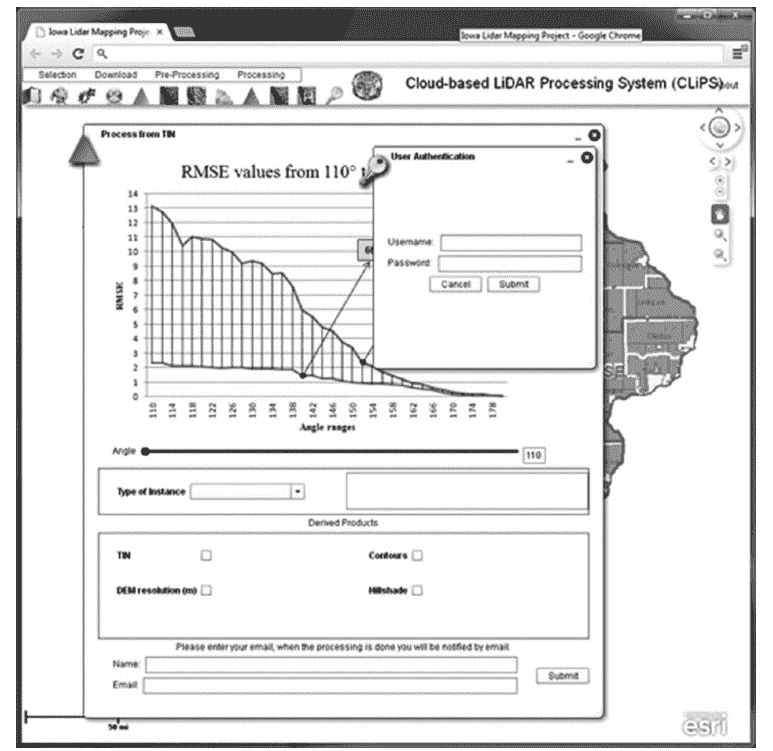 Iowa Lidar Mapping Proje
Iowa Lidar Mapping Project - Google Chrome
Selection Download Pre-Processing Processing
Cloud-based LiDAR Processing System (CLiPS)
Process from TIN
User Authentication
RMSE values from 110°
Username:
Password:
Cancel Submit
14
13
12
11
10
9
8
7
6
5
4
3
2
1
0
RMSE
110 114 118 122 126 130 134 138 142 146 150 154 158 162 166 170 174 178
Angle ranges
Angle 110
Type of Instance
Derived Products
TIN Contours
DEM resolution (m) Hillshade
Please enter your email, when the processing is done you will be notified by email.
Name:
Email:
Submit
50 mi
esri